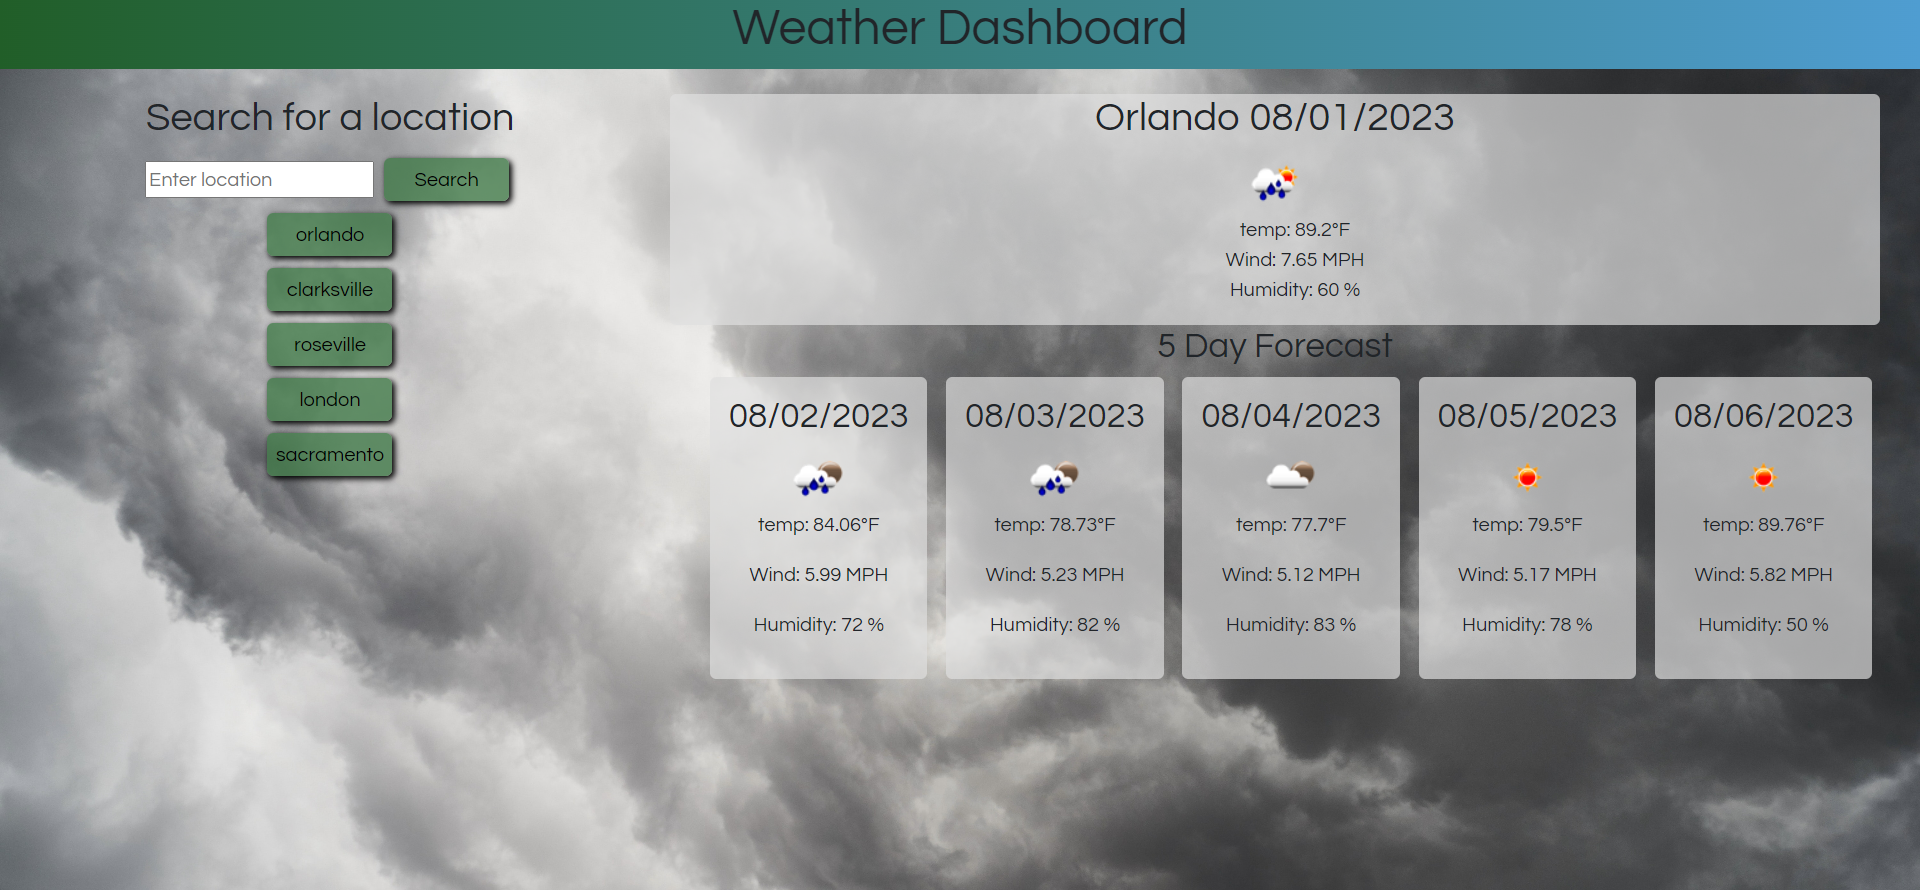 Weather Dashboard
Search for a location
Enter location
Search
orlando
clarksville
roseville
london
sacramento
Orlando 08/01/2023
temp: 89.2°F
Wind: 7.65 MPH
Humidity: 60 %
5 Day Forecast
08/02/2023
temp: 84.06°F
Wind: 5.99 MPH
Humidity: 72 %
08/03/2023
temp: 78.73°F
Wind: 5.23 MPH
Humidity: 82 %
08/04/2023
temp: 77.7°F
Wind: 5.12 MPH
Humidity: 83 %
08/05/2023
temp: 79.5°F
Wind: 5.17 MPH
Humidity: 78 %
08/06/2023
temp: 89.76°F
Wind: 5.82 MPH
Humidity: 50 %